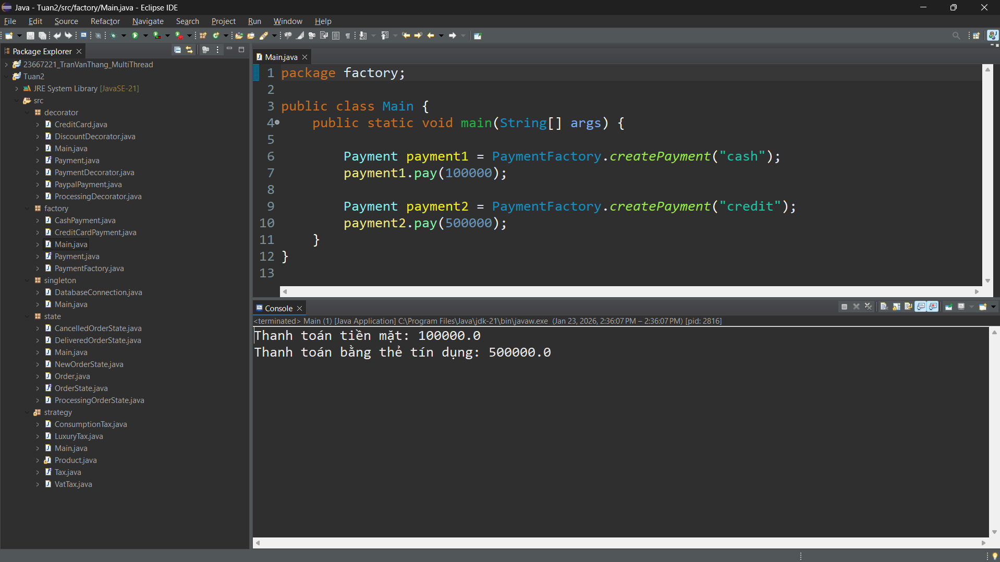 Java - Tuan2/src/factory/Main.java - Eclipse IDE
File Edit Source Refactor Navigate Search Project Run Window Help
Package Explorer
23667221_TranVanThang_MultiThread
Tuan2
JRE System Library [JavaSE-21]
src
decorator
CreditCard.java
DiscountDecorator.java
Main.java
Payment.java
PaymentDecorator.java
PaypalPayment.java
ProcessingDecorator.java
factory
CashPayment.java
CreditCardPayment.java
Main.java
Payment.java
PaymentFactory.java
singleton
DatabaseConnection.java
Main.java
state
CancelledOrderState.java
DeliveredOrderState.java
Main.java
NewOrderState.java
Order.java
OrderState.java
ProcessingOrderState.java
strategy
ConsumptionTax.java
LuxuryTax.java
Main.java
Product.java
Tax.java
VatTax.java
Main.java
1 package factory;
2
3 public class Main {
4 public static void main(String[] args) {
5
6 Payment payment1 = PaymentFactory.createPayment("cash");
7 payment1.pay(100000);
8
9 Payment payment2 = PaymentFactory.createPayment("credit");
10 payment2.pay(500000);
11 }
12 }
13
Console
<terminated> Main (1) [Java Application] C:\Program Files\Java\jdk-21\bin\javaw.exe (Jan 23, 2026, 2:36:07 PM – 2:36:07 PM) [pid: 2816]
Thanh toán tiền mặt: 100000.0
Thanh toán bằng thẻ tín dụng: 500000.0